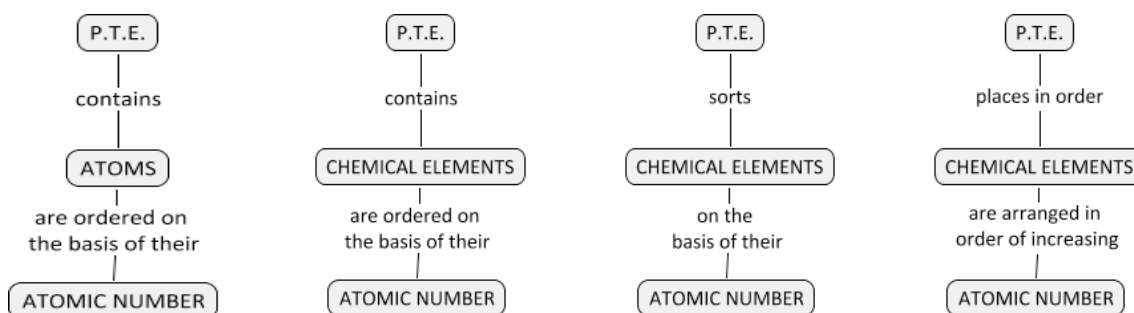 P.T.E.
contains
ATOMS
are ordered on
the basis of their
ATOMIC NUMBER
P.T.E.
contains
CHEMICAL ELEMENTS
are ordered on
the basis of their
ATOMIC NUMBER
P.T.E.
sorts
CHEMICAL ELEMENTS
on the
basis of their
ATOMIC NUMBER
P.T.E.
places in order
CHEMICAL ELEMENTS
are arranged in
order of increasing
ATOMIC NUMBER